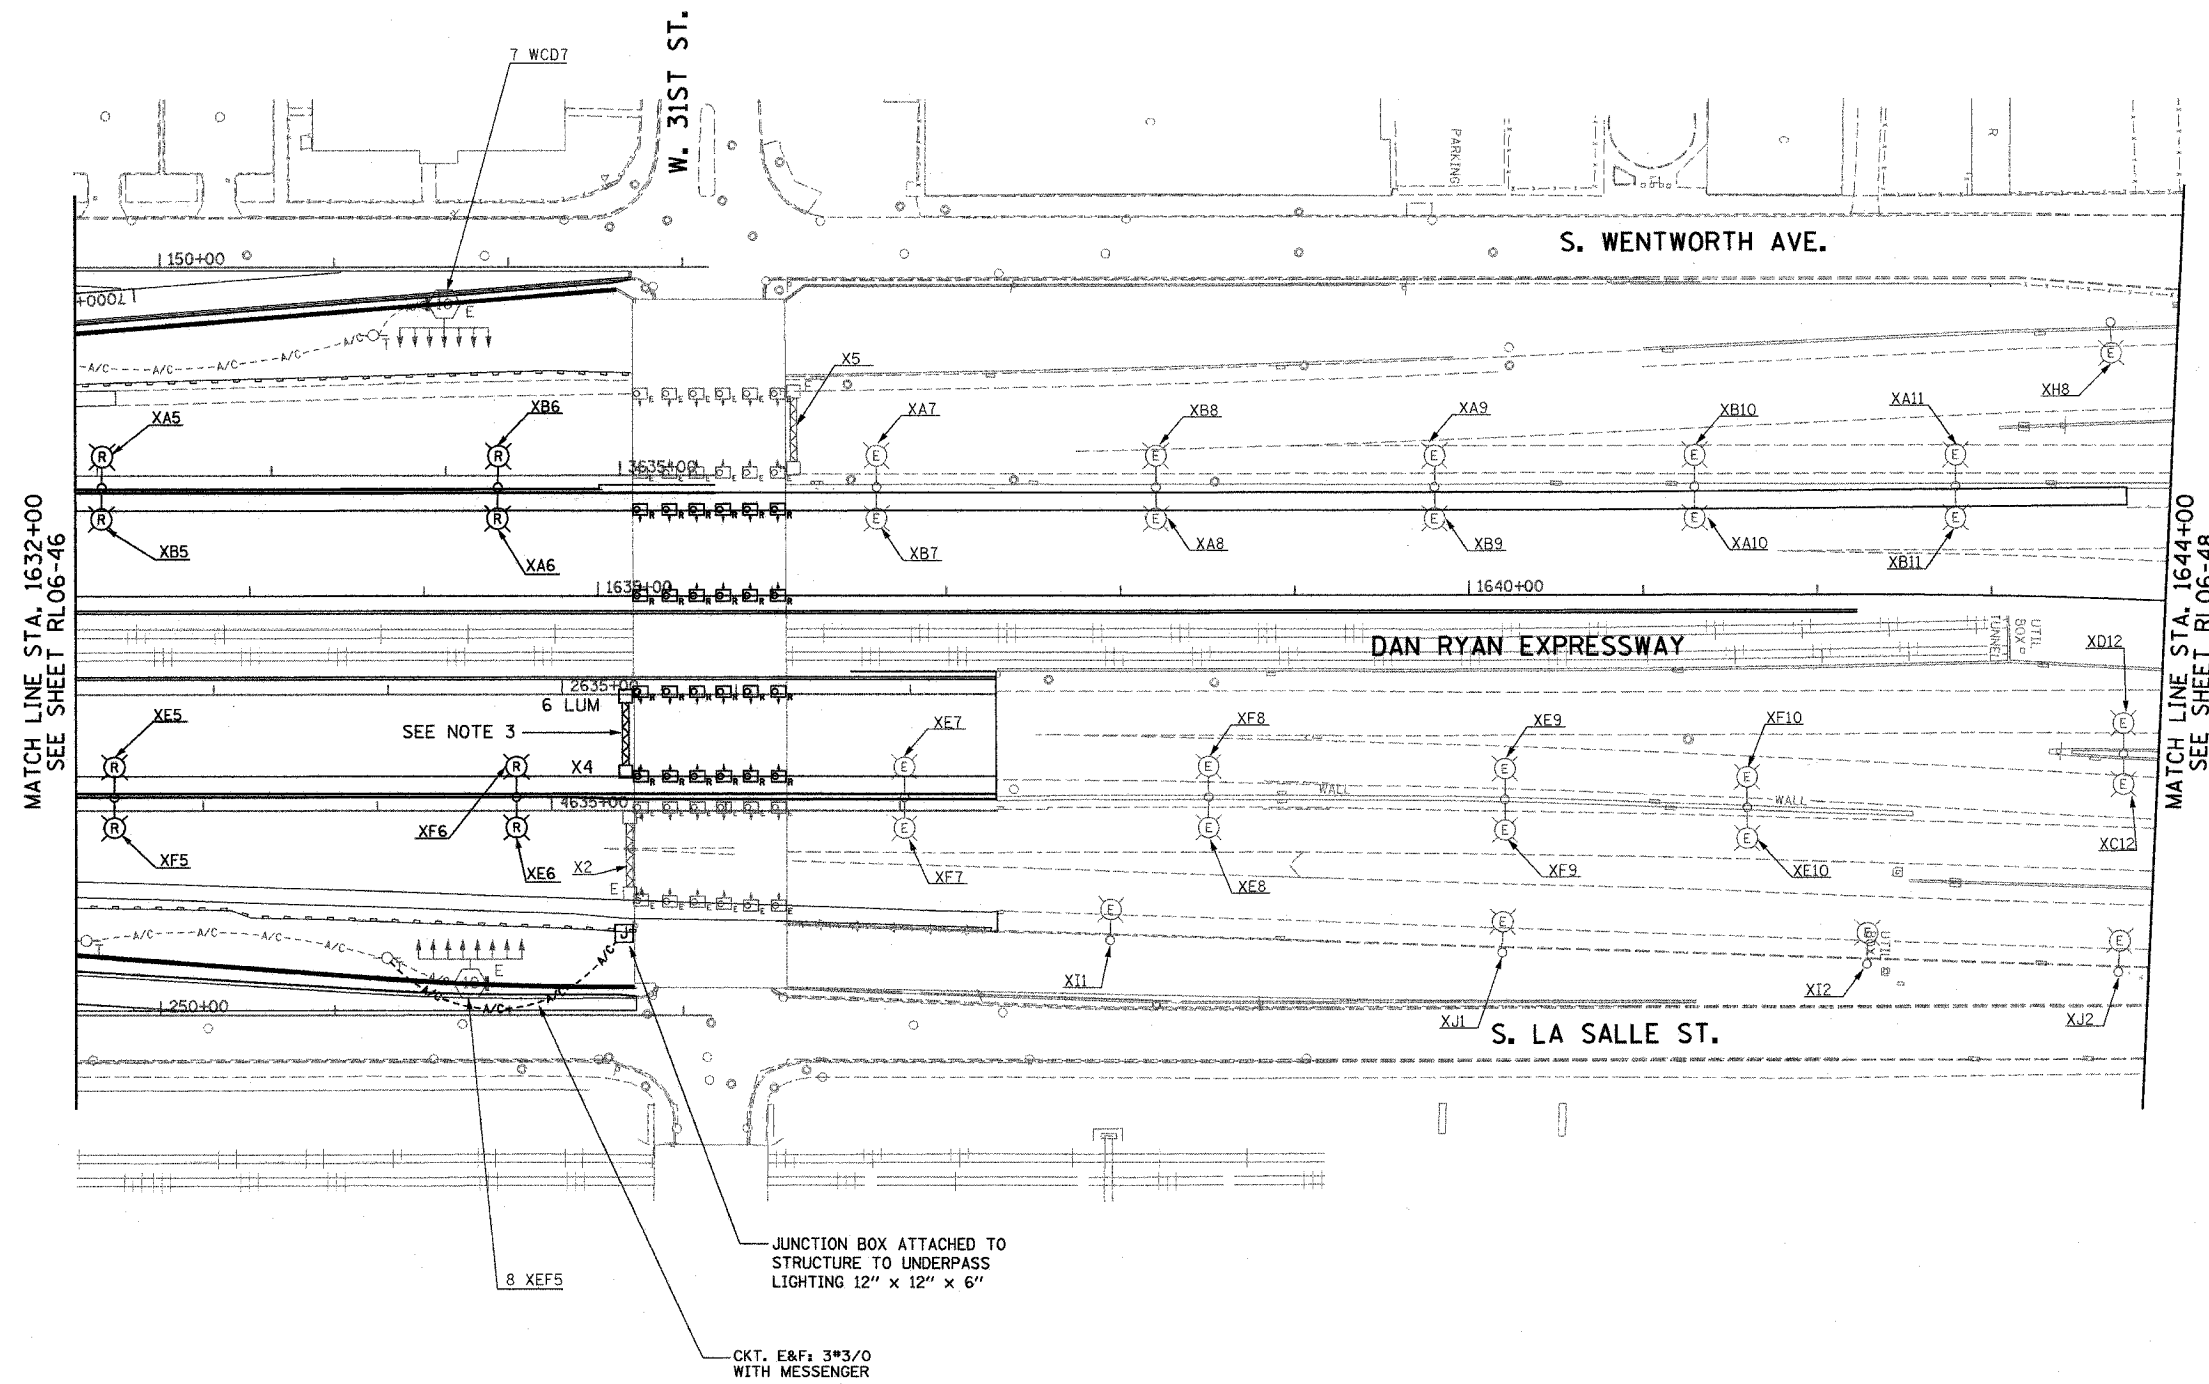 7 WCD7
W. 31ST ST.
PARKING
C
R
S. WENTWORTH AVE.
150+00
7000+
E
T
A/C
A/C
A/C
A/C
A/C
X5
E
XH8
XA5
XB6
XA7
XB8
XA9
XB10
XA11
3635+00
XB5
XA6
XB7
XA8
XB9
XA10
XB11
MATCH LINE STA. 1632+00
SEE SHEET RL06-46
MATCH LINE STA. 1644+00
SEE SHEET RL06-48
1635+00
1640+00
DAN RYAN EXPRESSWAY
UTIL
BOX
TUNNEL
XD12
2635+00
6 LUM
SEE NOTE 3
X4
XE5
XE7
XF8
XE9
XF10
4635+00
WALL
WALL
XF6
XF5
XE6
X2
E
XF7
XE8
XF9
XE10
XC12
J
A/C
A/C
A/C
A/C
A/C
T
E
A/C
A/C
A/C
250+00
XI1
XJ1
XI2
UTIL
BOX
XJ2
S. LA SALLE ST.
8 XEF5
JUNCTION BOX ATTACHED TO
STRUCTURE TO UNDERPASS
LIGHTING 12" x 12" x 6"
CKT. E&F: 3#3/0
WITH MESSENGER